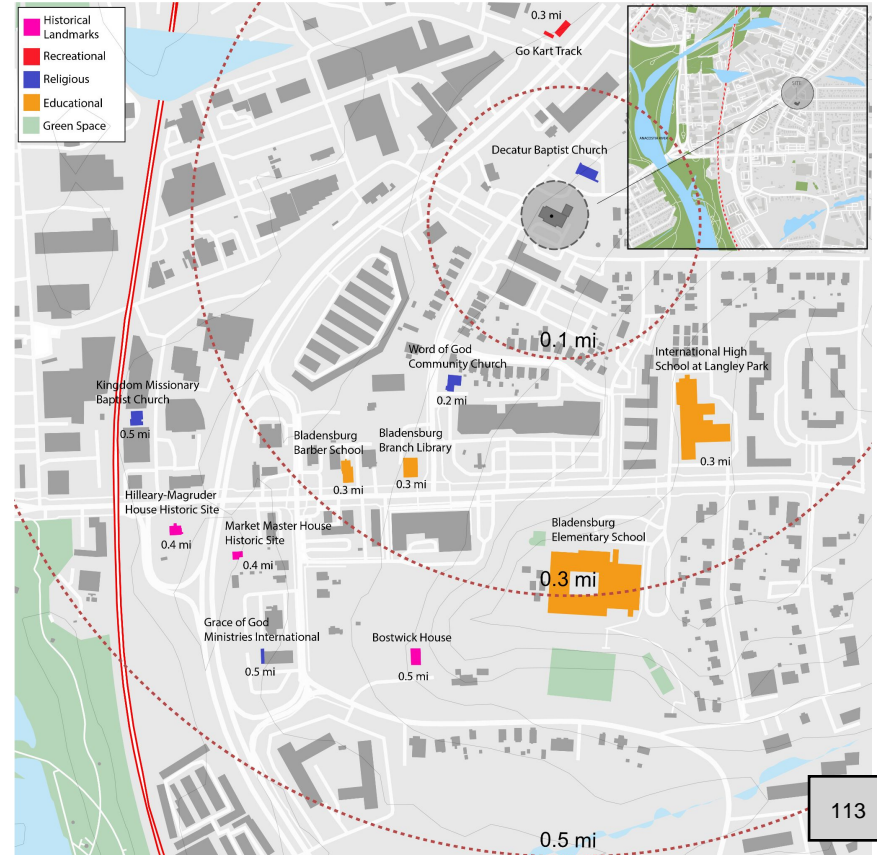 Historical
Landmarks
Recreational
Religious
Educational
Green Space
0.3 mi
Go Kart Track
Decatur Baptist Church
0.1 mi
Word of God
Community Church
0.2 mi
International High
School at Langley Park
0.3 mi
Kingdom Missionary
Baptist Church
0.5 mi
Bladensburg
Barber School
0.3 mi
Bladensburg
Branch Library
0.3 mi
Hilleary-Magruder
House Historic Site
0.4 mi
Market Master House
Historic Site
0.4 mi
Bladensburg
Elementary School
0.3 mi
Grace of God
Ministries International
0.5 mi
Bostwick House
0.5 mi
0.5 mi
113